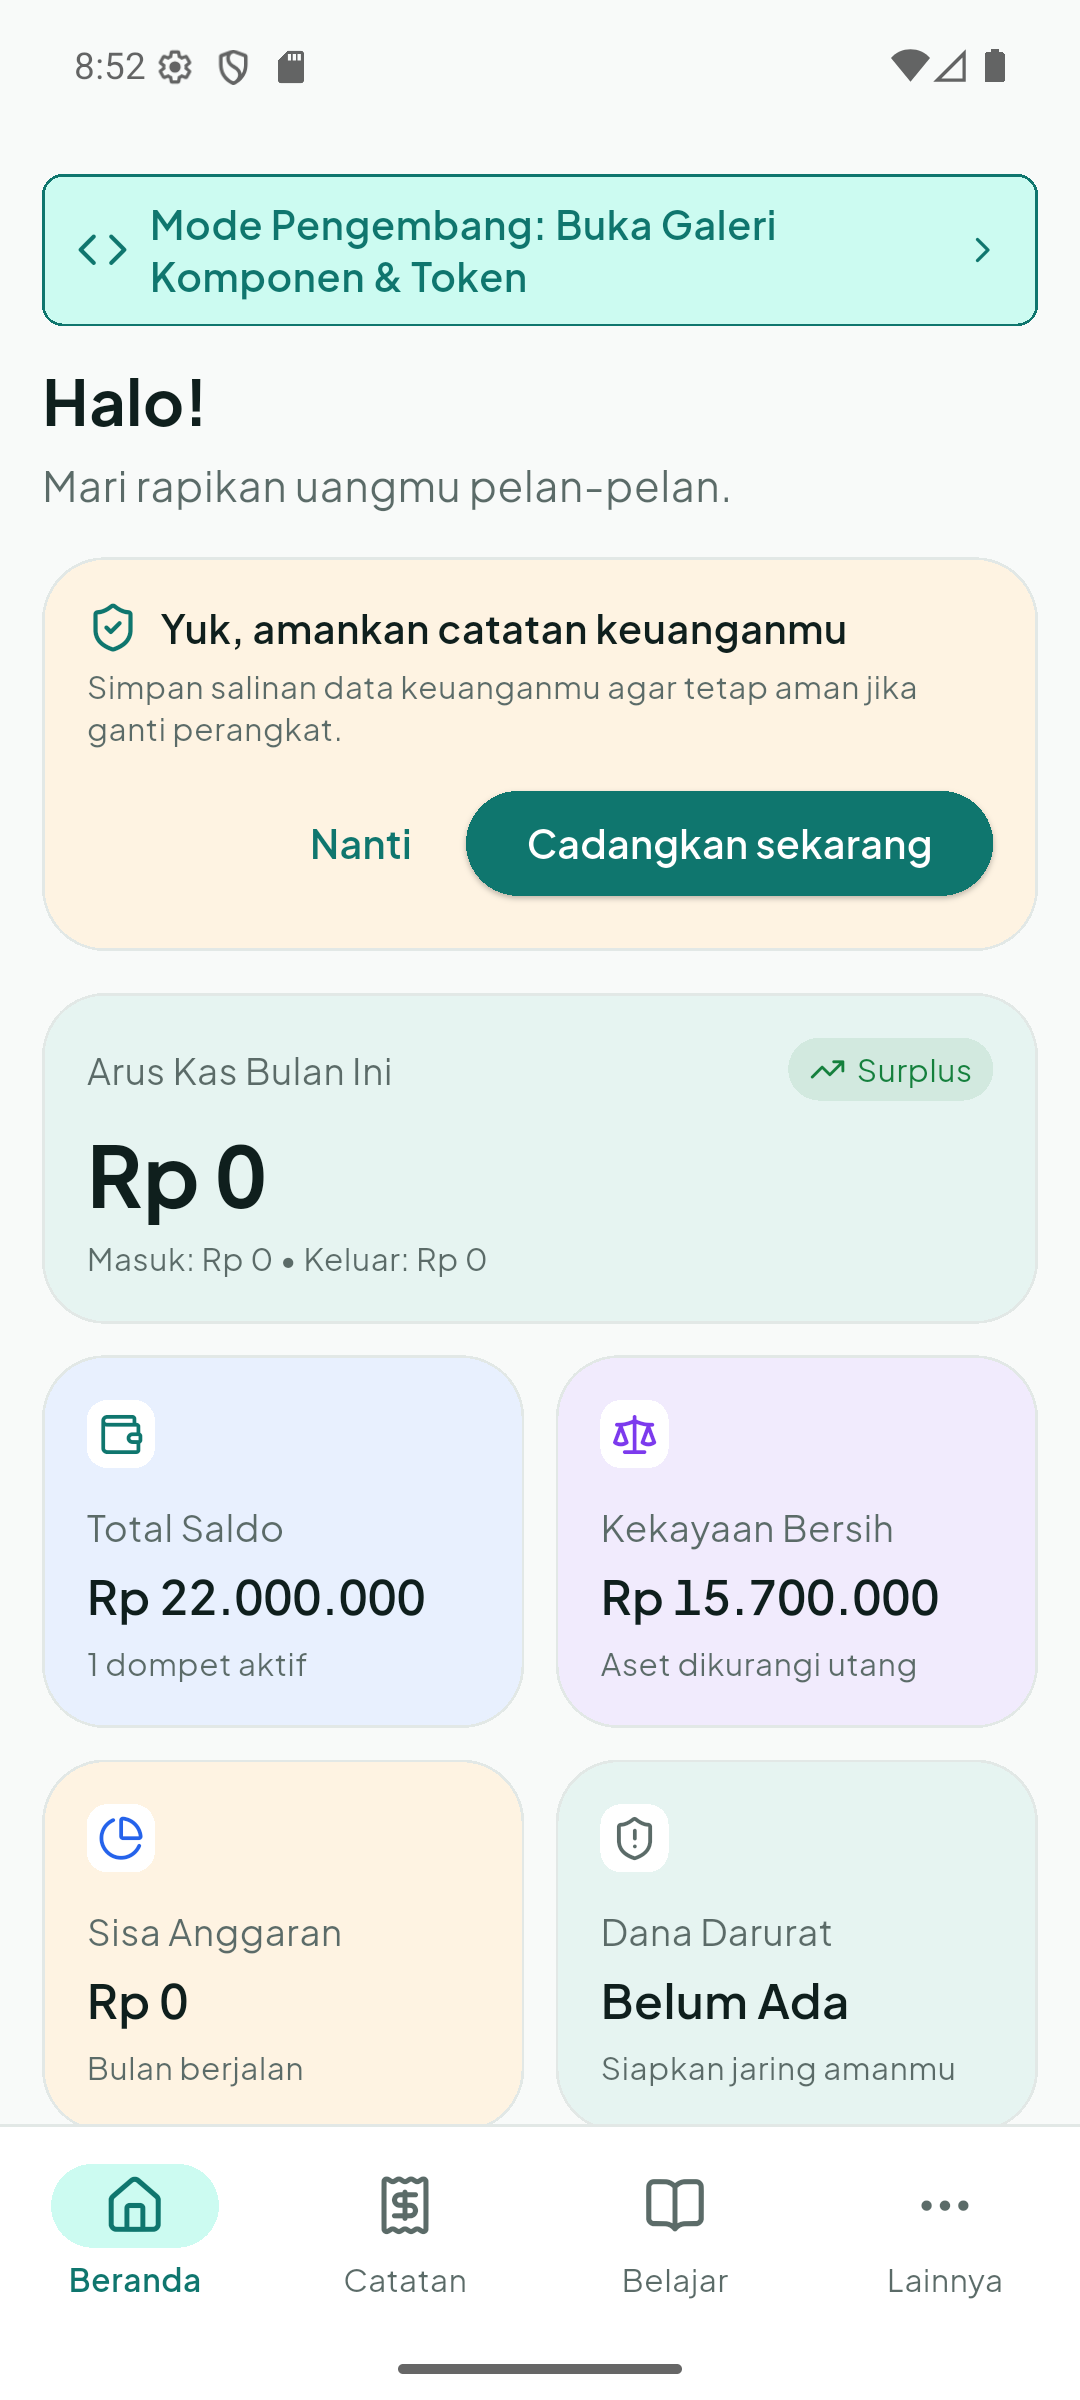 8:52
Mode Pengembang: Buka Galeri
Komponen & Token
Halo!
Mari rapikan uangmu pelan-pelan.
Yuk, amankan catatan keuanganmu
Simpan salinan data keuanganmu agar tetap aman jika
ganti perangkat.
Nanti
Cadangkan sekarang
Arus Kas Bulan Ini
Surplus
Rp 0
Masuk: Rp 0 • Keluar: Rp 0
Total Saldo
Rp 22.000.000
1 dompet aktif
Kekayaan Bersih
Rp 15.700.000
Aset dikurangi utang
Sisa Anggaran
Rp 0
Bulan berjalan
Dana Darurat
Belum Ada
Siapkan jaring amanmu
Beranda
Catatan
Belajar
Lainnya